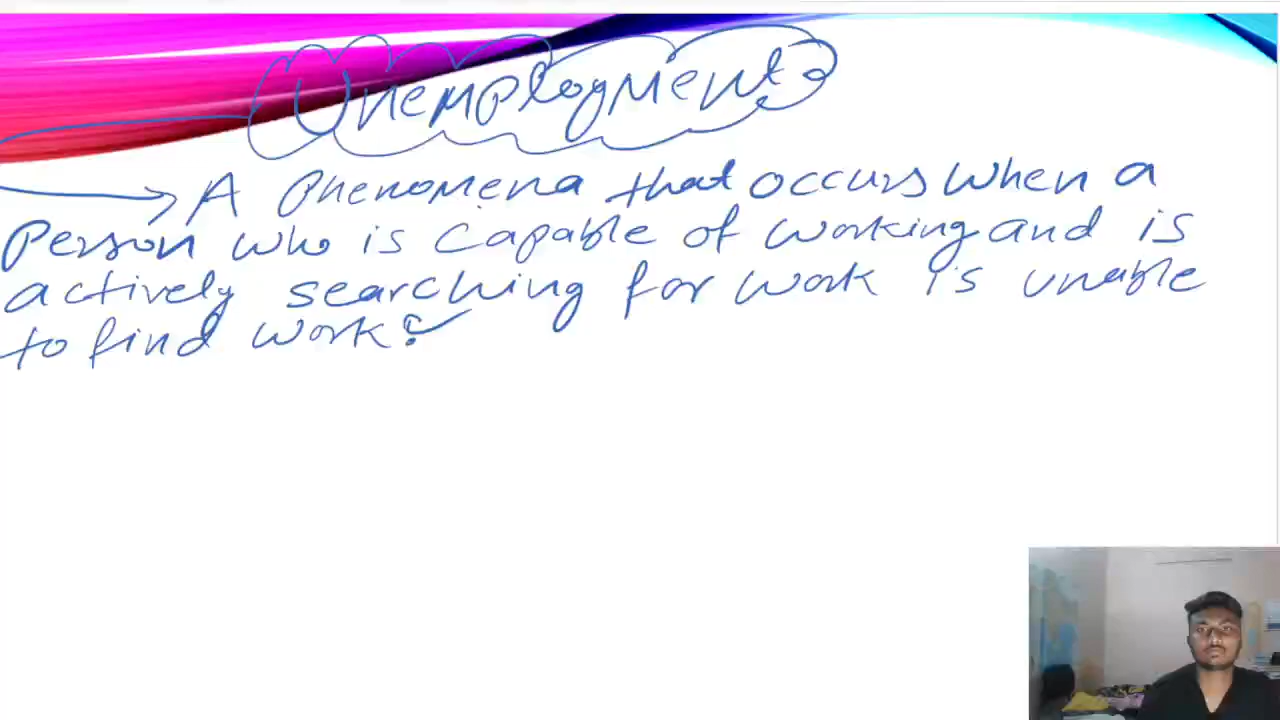 Unemployment
A Phenomena that occurs when a
Person who is capable of working and is
actively searching for work is unable
to find work